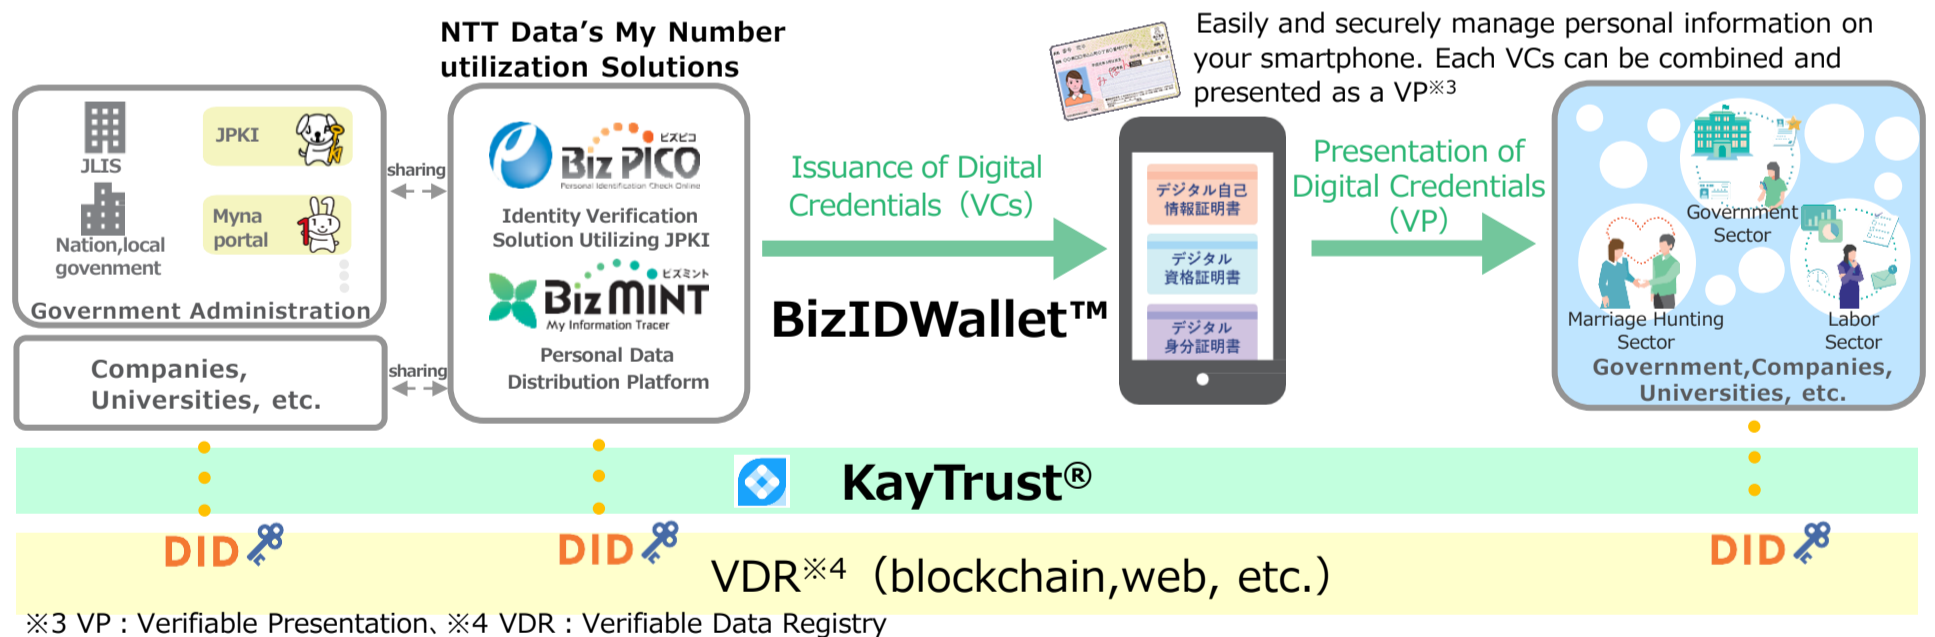 NTT Data's My Number
utilization Solutions
Easily and securely manage personal information on
your smartphone. Each VCs can be combined and
presented as a VP※3
JLIS
JPKI
Nation,local
govenment
Myna
portal
Government Administration
Companies,
Universities, etc.
sharing
sharing
ビズピコ
Biz PICO
Personal Identification Check Online
Identity Verification
Solution Utilizing JPKI
ビズミント
Biz MINT
My Information Tracer
Personal Data
Distribution Platform
Issuance of Digital
Credentials（VCs）
BizIDWallet™
デジタル自己
情報証明書
デジタル
資格証明書
デジタル
身分証明書
Presentation of
Digital Credentials
（VP）
Government
Sector
Marriage Hunting
Sector
Labor
Sector
Government,Companies,
Universities, etc.
KayTrust®
DID
DID
DID
VDR※4（blockchain,web, etc.）
※3 VP : Verifiable Presentation、※4 VDR : Verifiable Data Registry